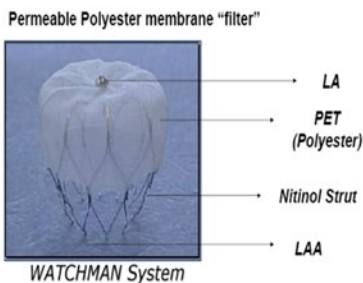 Permeable Polyester membrane “filter”
LA
PET
(Polyester)
Nitinol Strut
LAA
WATCHMAN System